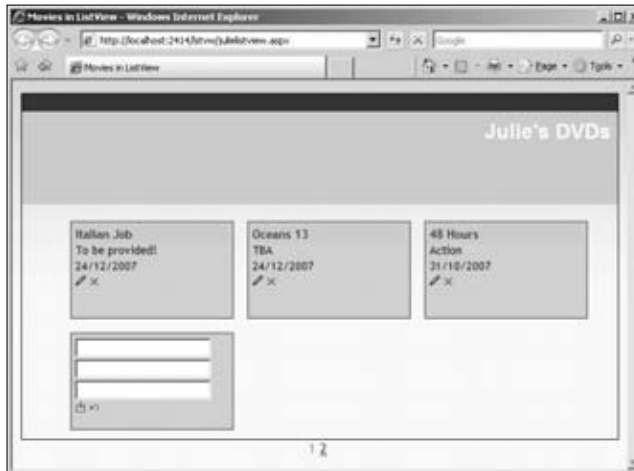 Movies in ListView - Windows Internet Explorer
http://localhost:2414/lstvw/julielistview.aspx
Google
Movies in ListView
Page
Tools
Julie's DVDs
Italian Job
To be provided!
24/12/2007
Oceans 13
TBA
24/12/2007
48 Hours
Action
31/10/2007
1 2